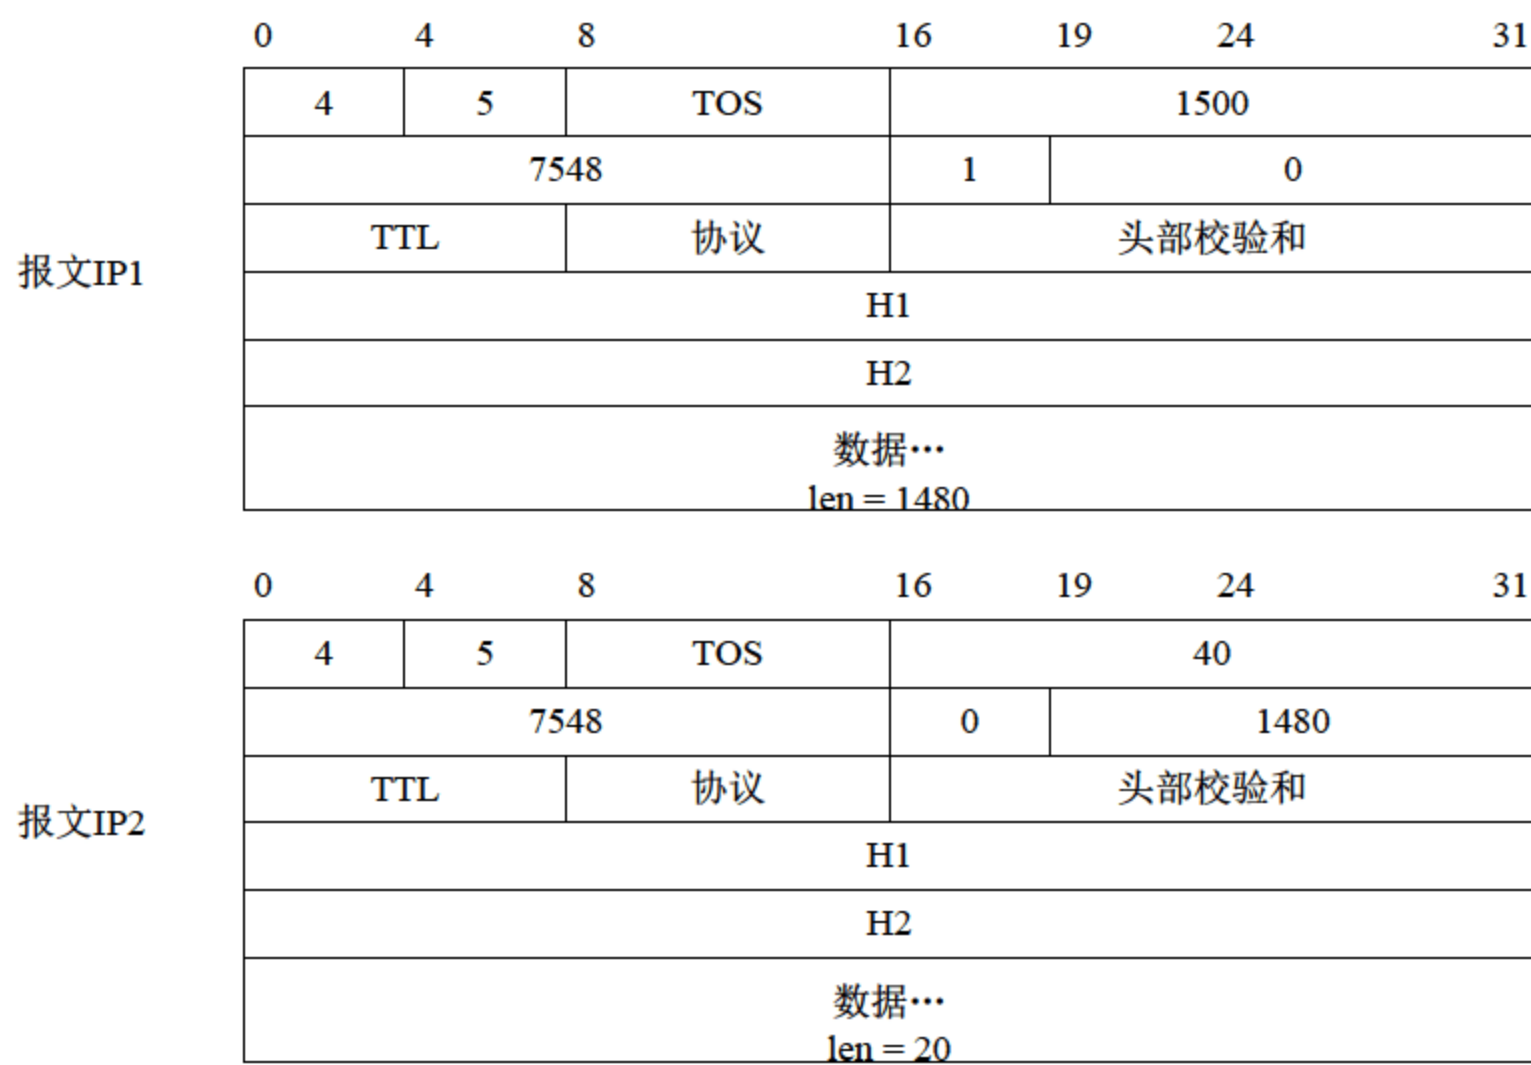 0 4 8 16 19 24 31
4 5 TOS 1500
7548 1 0
TTL 协议 头部校验和
报文IP1
H1
H2
数据…
len = 1480
0 4 8 16 19 24 31
4 5 TOS 40
7548 0 1480
TTL 协议 头部校验和
报文IP2
H1
H2
数据…
len = 20